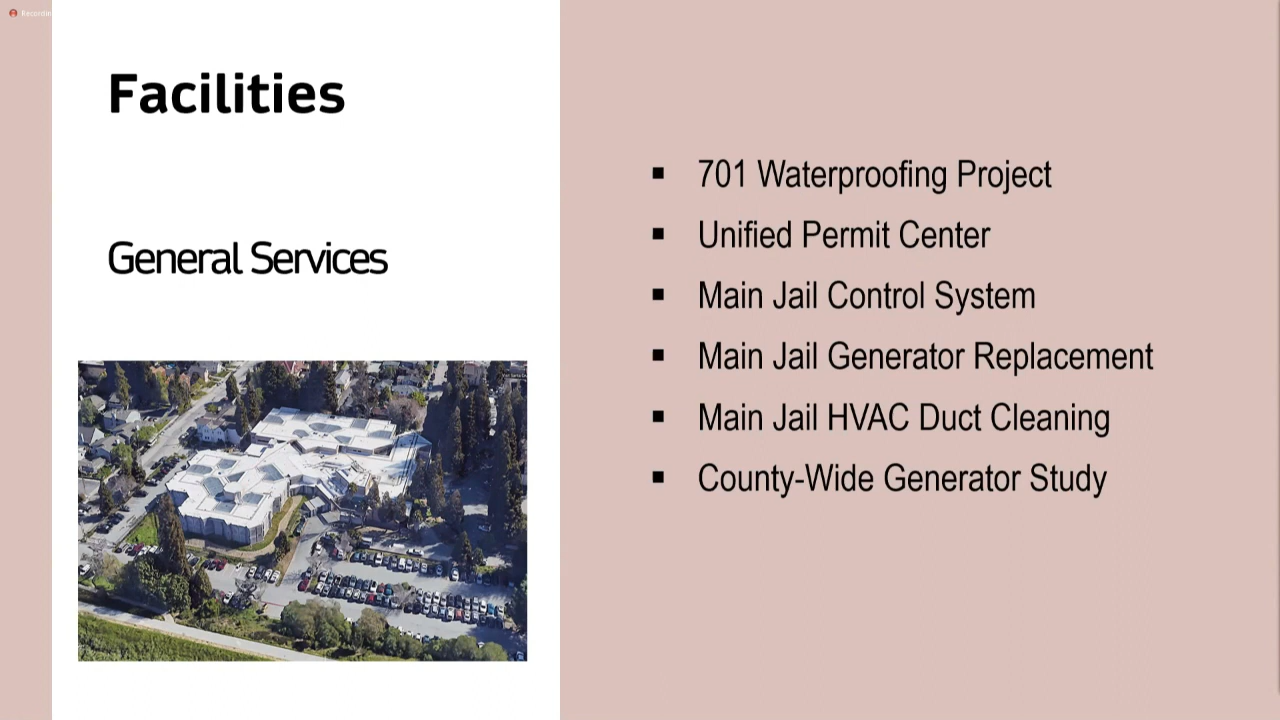 Facilities
General Services
▪ 701 Waterproofing Project
▪ Unified Permit Center
▪ Main Jail Control System
▪ Main Jail Generator Replacement
▪ Main Jail HVAC Duct Cleaning
▪ County-Wide Generator Study